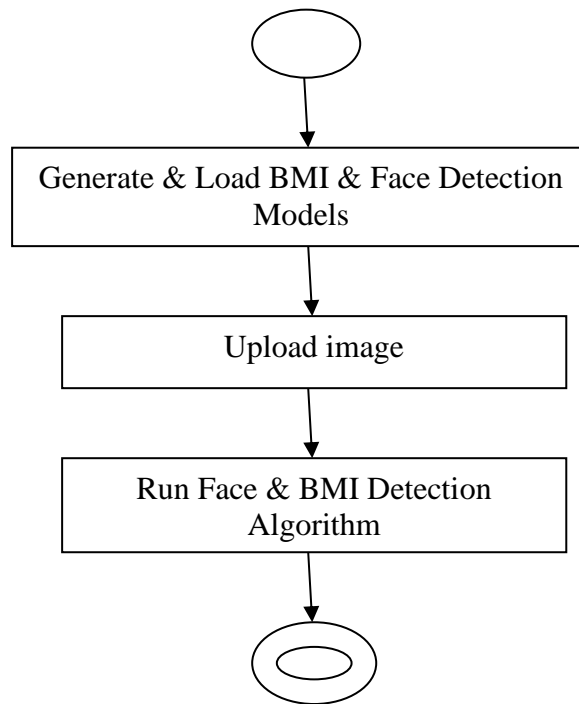 Generate & Load BMI & Face Detection
Models
Upload image
Run Face & BMI Detection
Algorithm